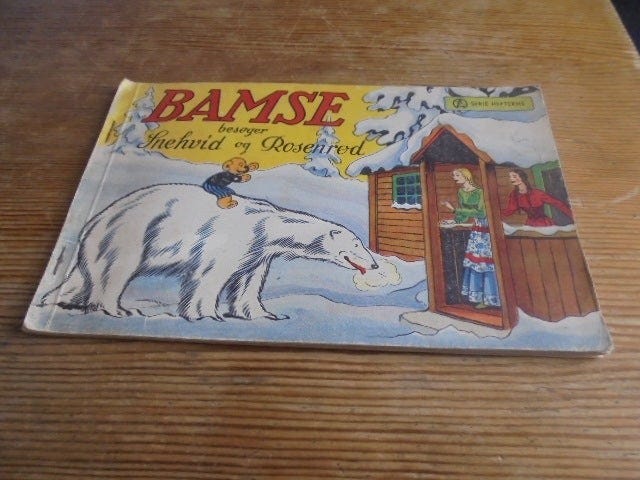 BAMSE
besøger
Snehvid og Rosenrød
SERIE HEFTERNE